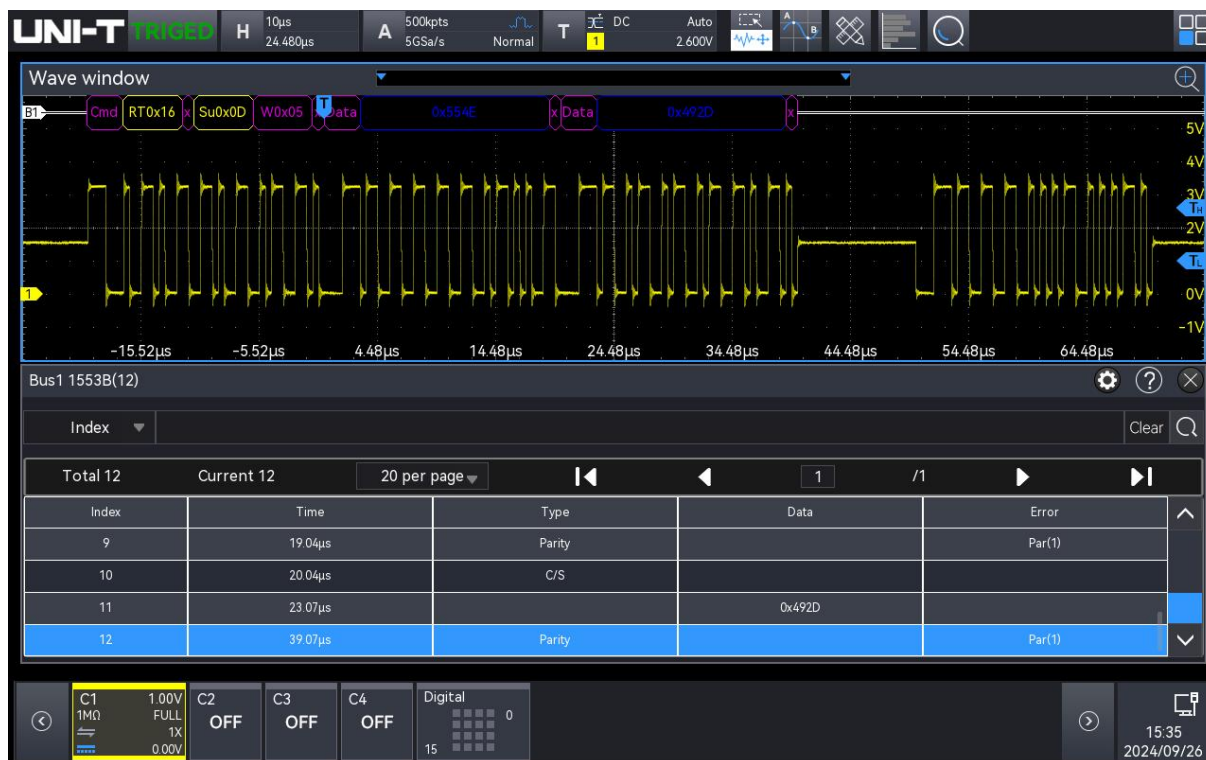 UNI-T TRIGED H 10μs 24.480μs A 500kpts 5GSa/s Normal T 1 DC Auto 2.600V A B
Wave window
T
B1 Cmd RT0x16 x Su0x0D W0x05 Data 0x554E x Data 0x492D x
5V
4V
3V
TH
2V
TL
1 0V
-1V
-15.52μs -5.52μs 4.48μs 14.48μs 24.48μs 34.48μs 44.48μs 54.48μs 64.48μs
Bus1 1553B(12) ?
Index Clear
Total 12 Current 12 20 per page 1 /1
Index Time Type Data Error
9 19.04μs Parity Par(1)
10 20.04μs C/S
11 23.07μs 0x492D
12 39.07μs Parity Par(1)
C1 1.00V C2 C3 C4 Digital
1MΩ FULL OFF OFF OFF 0
1X
0.00V 15
15:35
2024/09/26